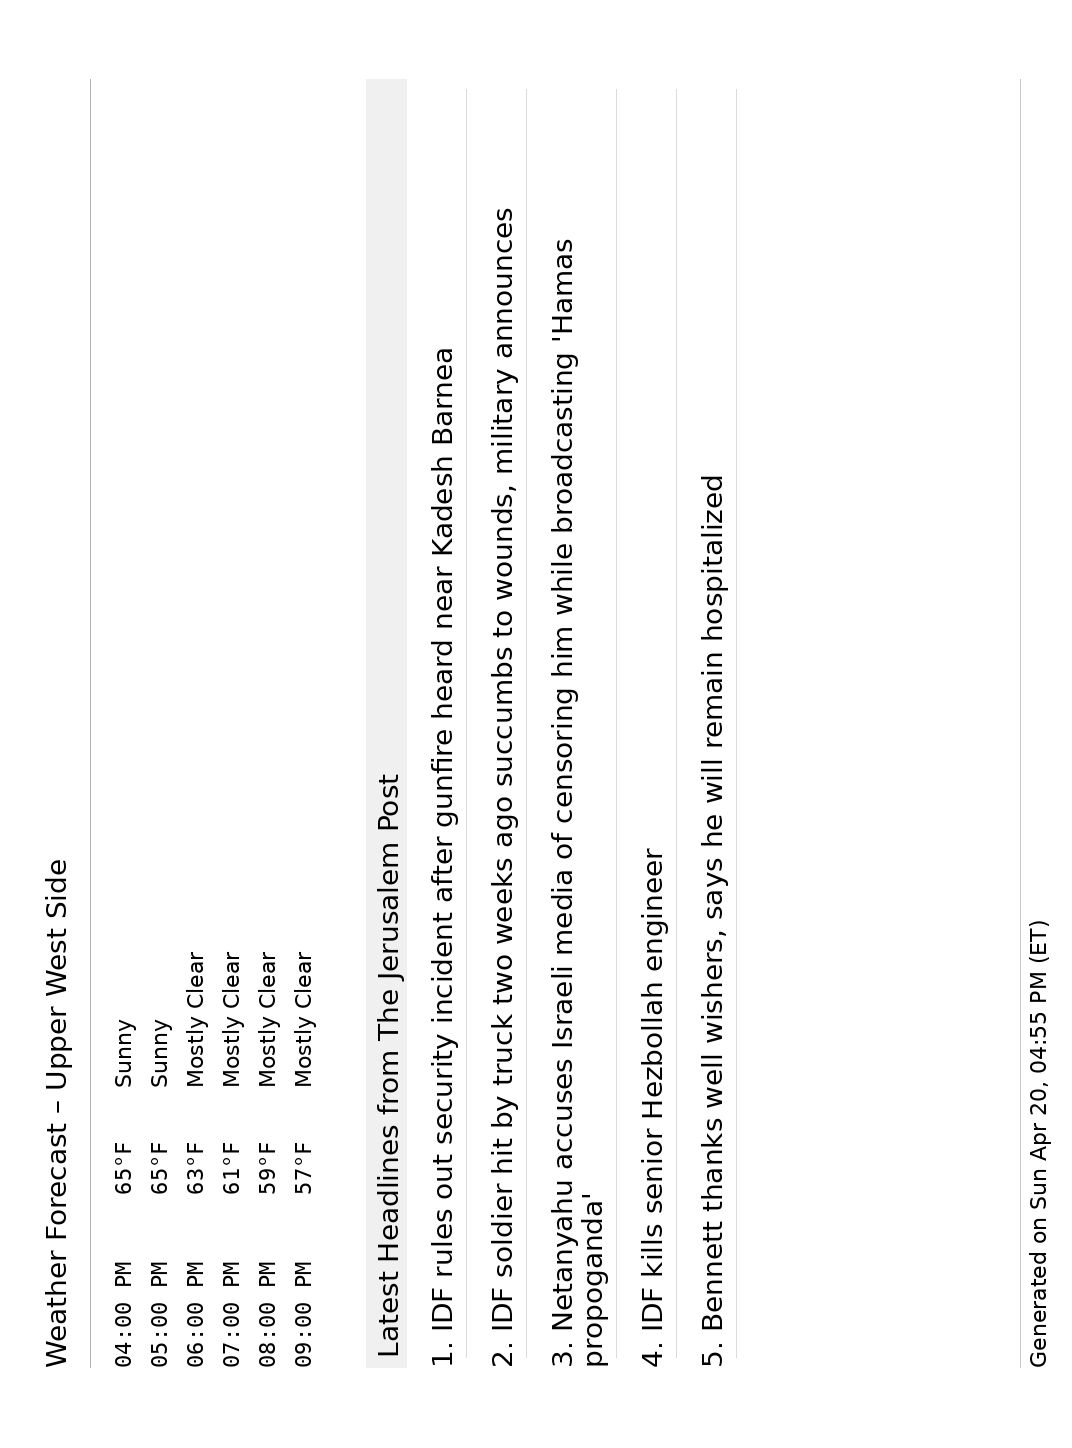 Weather Forecast – Upper West Side
04:00 PM 65°F Sunny
05:00 PM 65°F Sunny
06:00 PM 63°F Mostly Clear
07:00 PM 61°F Mostly Clear
08:00 PM 59°F Mostly Clear
09:00 PM 57°F Mostly Clear
Latest Headlines from The Jerusalem Post
1. IDF rules out security incident after gunfire heard near Kadesh Barnea
2. IDF soldier hit by truck two weeks ago succumbs to wounds, military announces
3. Netanyahu accuses Israeli media of censoring him while broadcasting 'Hamas
propoganda'
4. IDF kills senior Hezbollah engineer
5. Bennett thanks well wishers, says he will remain hospitalized
Generated on Sun Apr 20, 04:55 PM (ET)